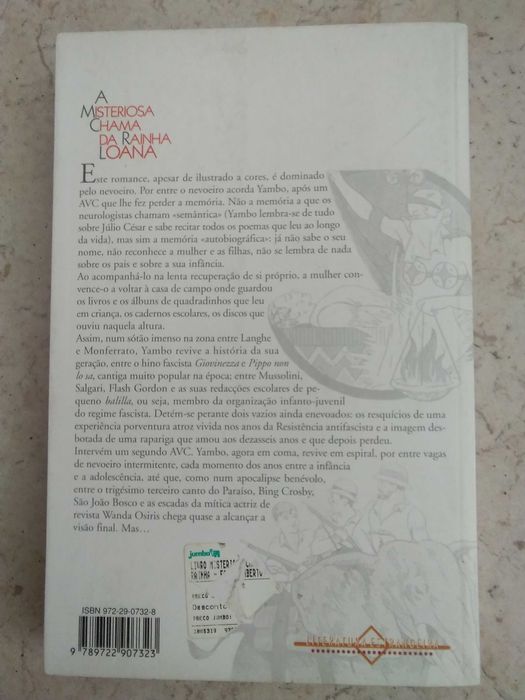 A
MISTERIOSA
CHAMA
DA RAINHA
LOANA
Este romance, apesar de ilustrado a cores, é dominado
pelo nevoeiro. Por entre o nevoeiro acorda Yambo, após um
AVC que lhe fez perder a memória. Não a memória a que os
neurologistas chamam «semântica» (Yambo lembra-se de tudo
sobre Júlio César e sabe recitar todos os poemas que leu ao longo
da vida), mas sim a memória «autobiográfica»: já não sabe o seu
nome, não reconhece a mulher e as filhas, não se lembra de nada
sobre os pais e sobre a sua infância.
Ao acompanhá-lo na lenta recuperação de si próprio, a mulher con-
vence-o a voltar à casa de campo onde guardou
os livros e os álbuns de quadradinhos que leu
em criança, os cadernos escolares, os discos que
ouviu naquela altura.
Assim, num sótão imenso na zona entre Langhe
e Monferrato, Yambo revive a história da sua
geração, entre o hino fascista Giovinezza e Pippo non
lo sa, cantiga muito popular na época; entre Mussolini,
Salgari, Flash Gordon e as suas redacções escolares de pe-
queno balilla, ou seja, membro da organização infanto-juvenil
do regime fascista. Detém-se perante dois vazios ainda enevoados: os resquícios de uma
experiência porventura atroz vivida nos anos da Resistência antifascista e a imagem des-
botada de uma rapariga que amou aos dezasseis anos e que depois perdeu.
Intervém um segundo AVC. Yambo, agora em coma, revive em espiral, por entre vagas
de nevoeiro intermitente, cada momento dos anos entre a infância
e a adolescência, até que, como num apocalipse benévolo,
entre o trigésimo terceiro canto do Paraíso, Bing Crosby,
São João Bosco e as escadas da mítica actriz de
revista Wanda Osiris chega quase a alcançar a
visão final. Mas...
jumbo
LIVRO MISTERIO
RAINHA -
Desconto
PRECO JUMBO:
ISBN 972-29-0732-8
9 789722 907323
LITERATURA ESTRANGEIRA